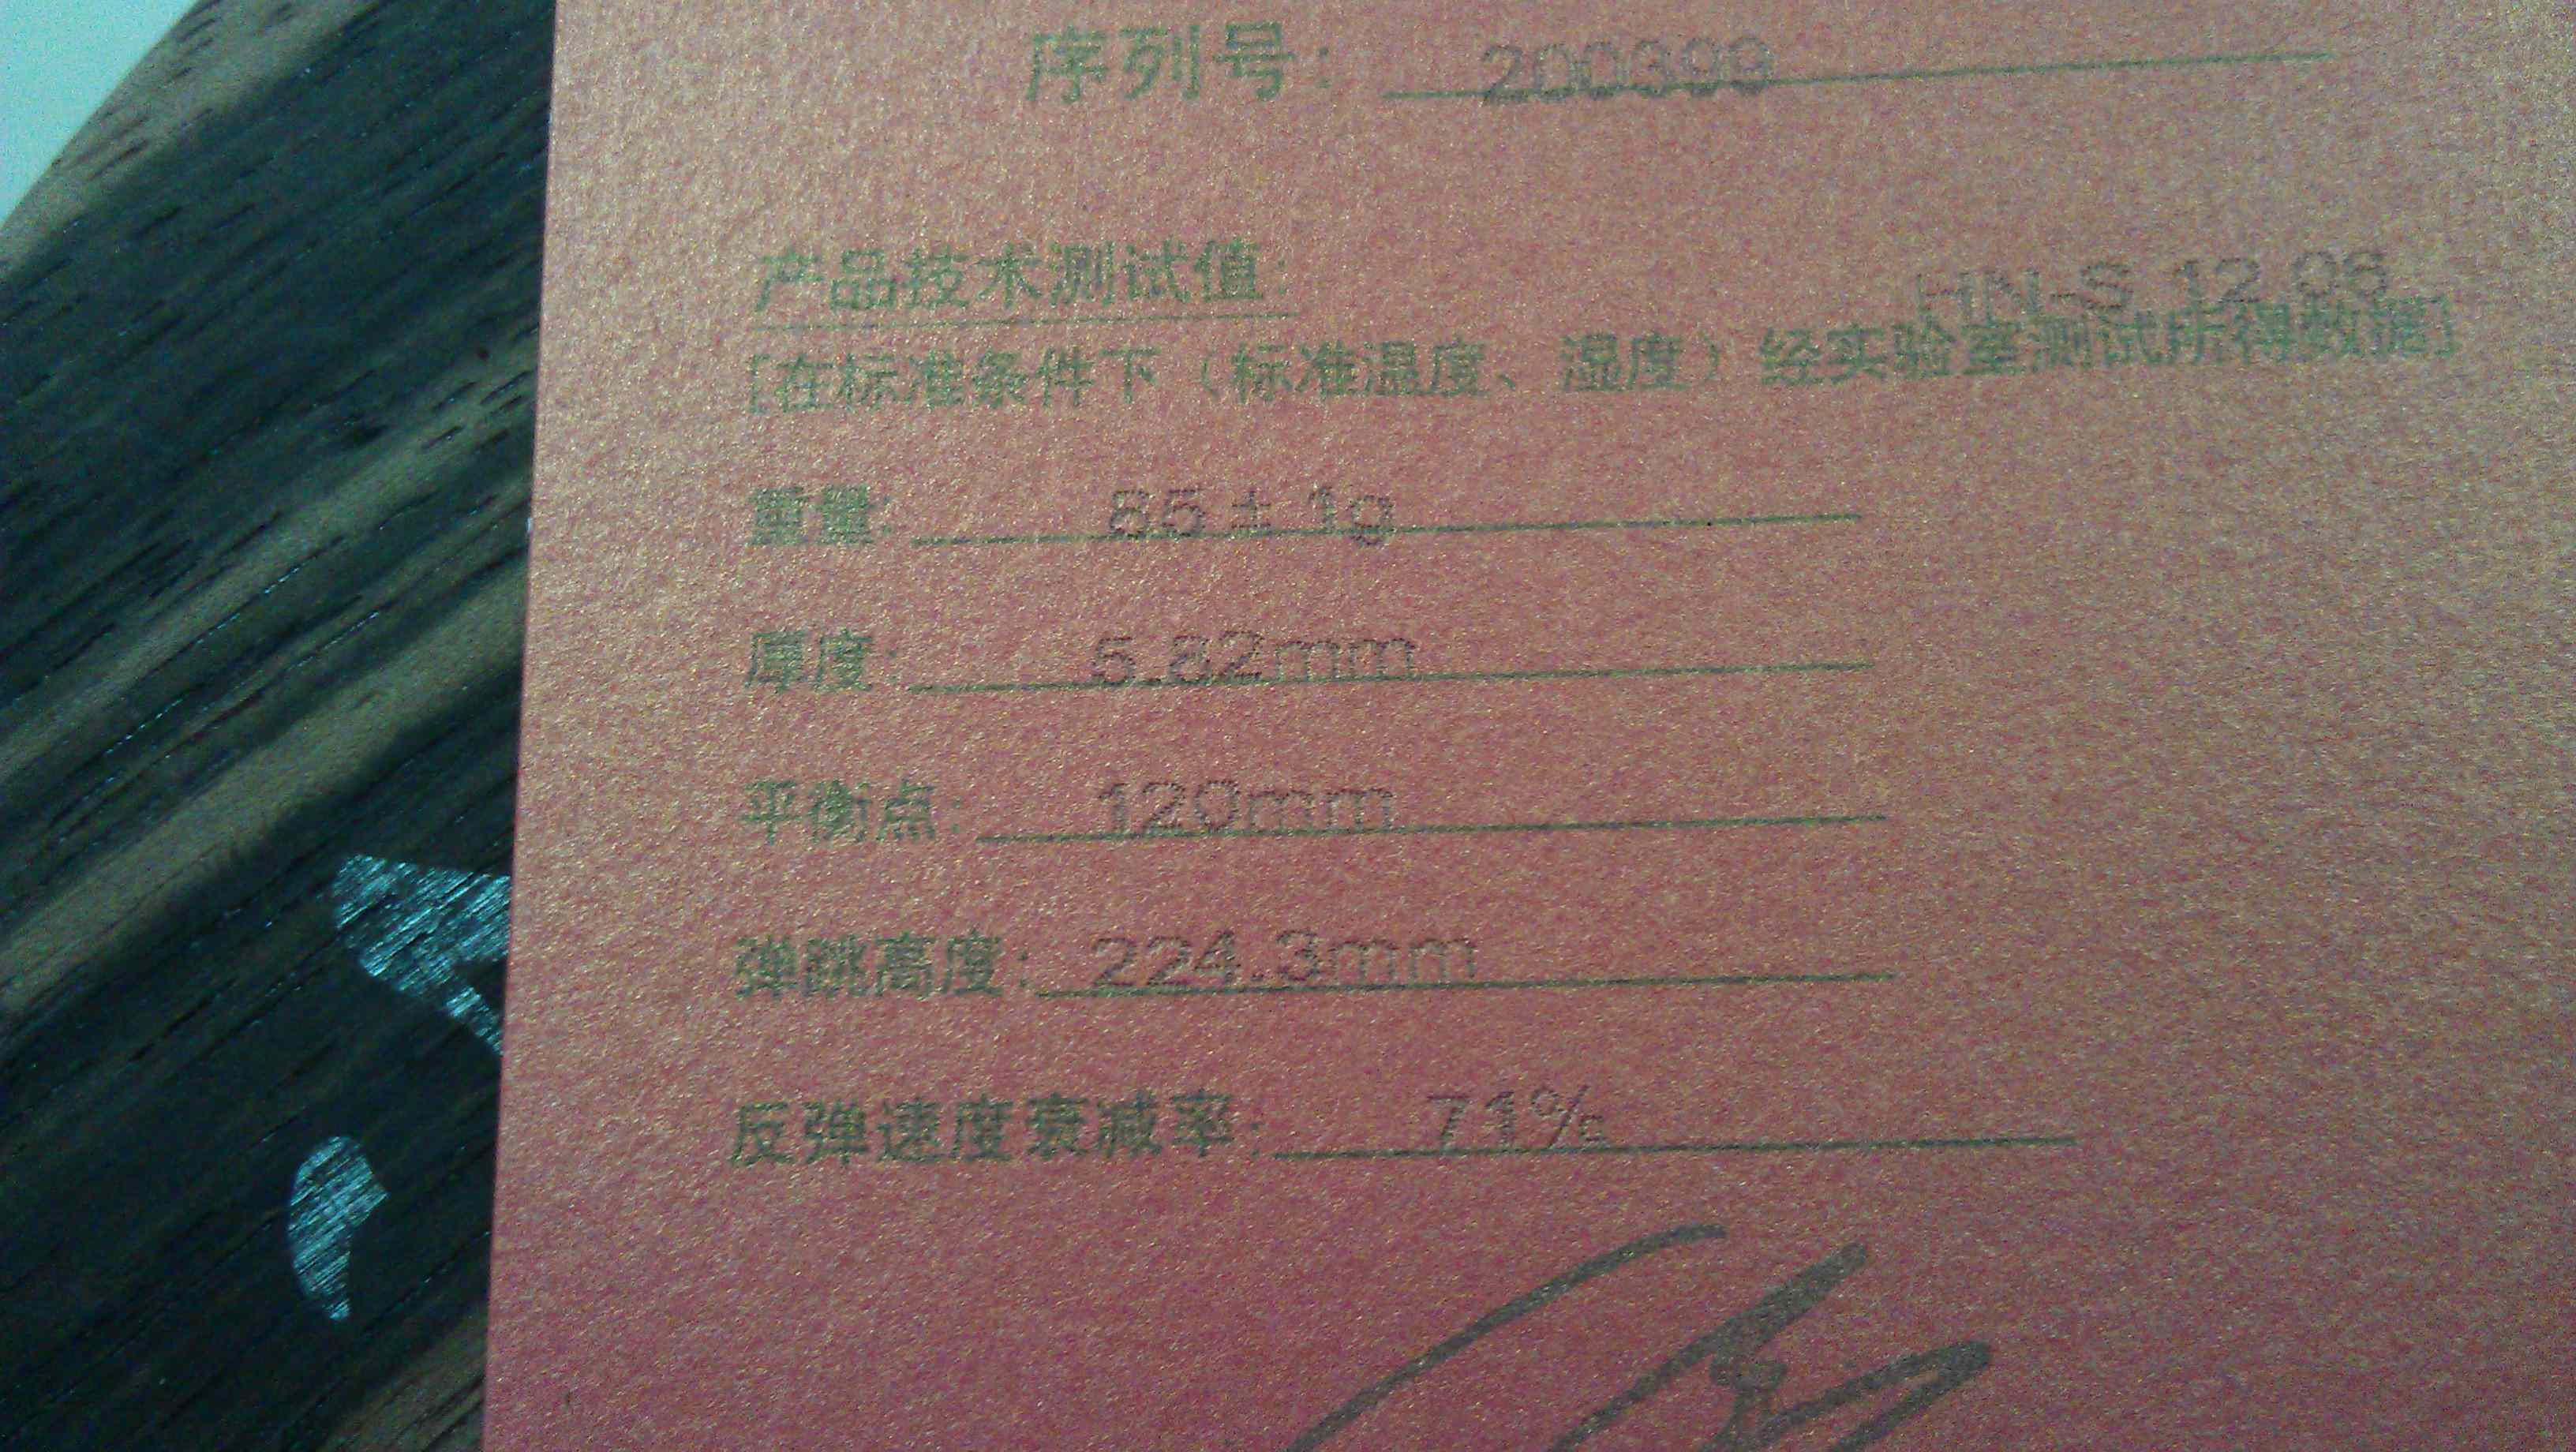 序列号: 200399
产品技术测试值:
HN-S 12 06
[在标准条件下（标准温度、湿度）经实验室测试所得数据]
重量: 85±1g
厚度: 5.82mm
平衡点: 120mm
弹跳高度: 224.3mm
反弹速度衰减率: 71%